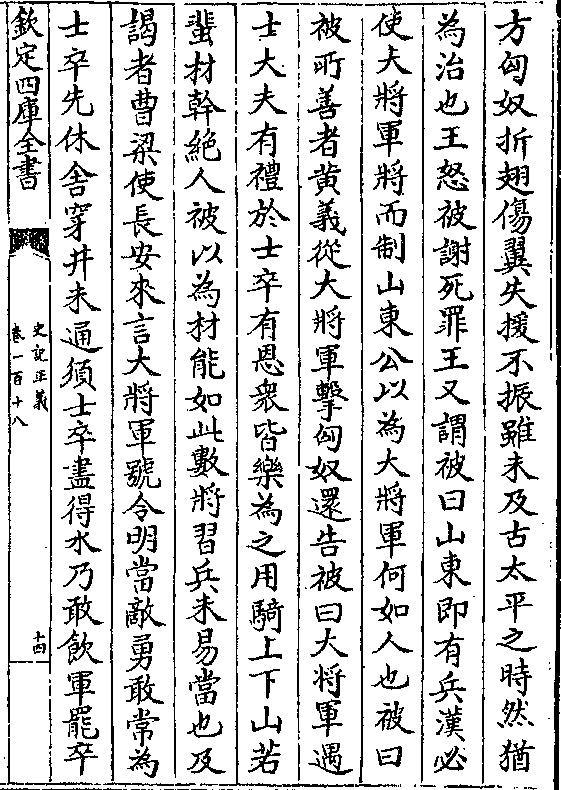 方匈奴折翅傷翼失援不振雖未及古太平之時然猶
為治也王怒被謝死罪王又謂被曰山東即有兵漢必
使大將軍將而制山東公以為大將軍何如人也被曰
被所善者黃義從大將軍擊匈奴還告被曰大將軍遇
士大夫有禮於士卒有恩衆皆樂為之用騎上下山若
蜚材幹絶人被以為材能如此數將習兵未易當也及
謁者曹梁使長安來言大將軍號令明當敵勇敢常為
士卒先休舍穿井未通須士卒盡得水乃敢飲軍罷卒
欽定四庫全書
史記正義
卷一百十八
十四